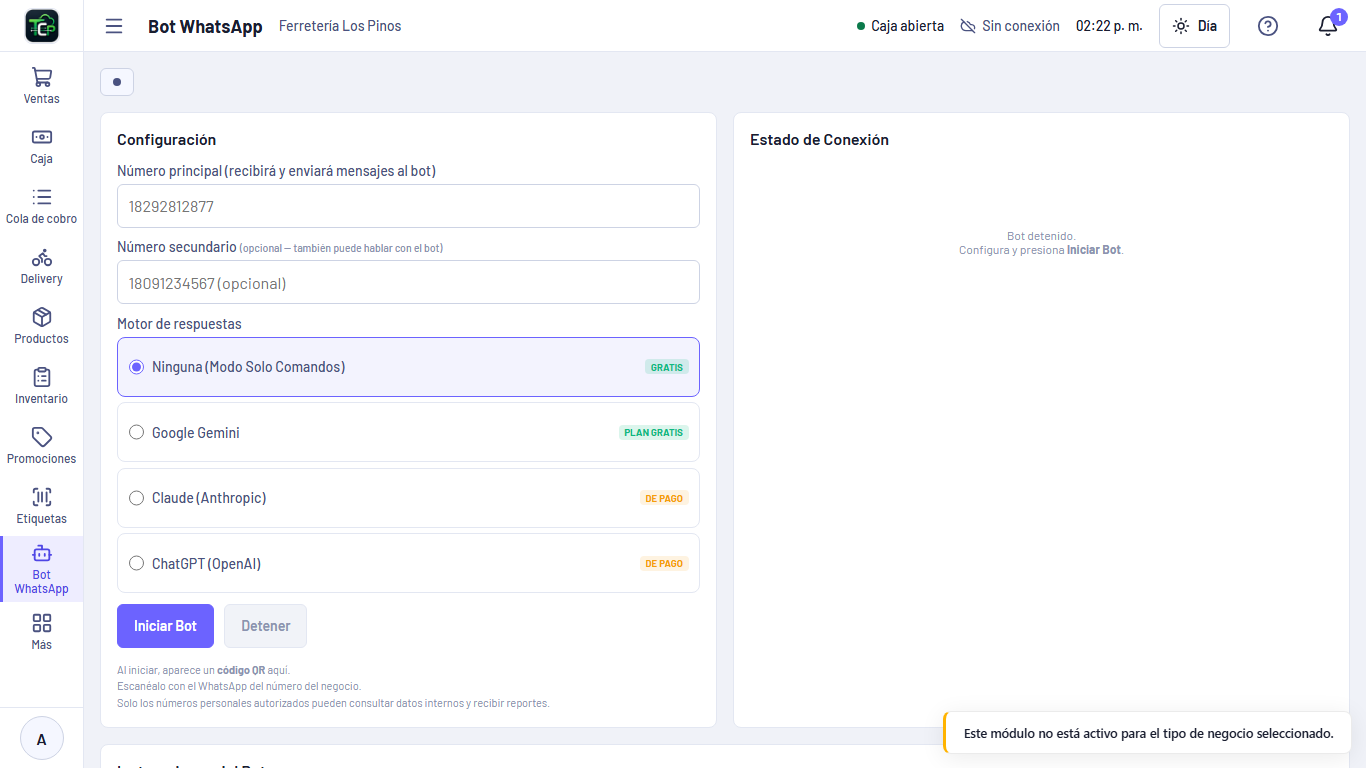 TCP
Bot WhatsApp
Ferretería Los Pinos
Caja abierta
Sin conexión
02:22 p. m.
Día
1
Ventas
Caja
Cola de cobro
Delivery
Productos
Inventario
Promociones
Etiquetas
Bot
WhatsApp
Más
A
Configuración
Número principal (recibirá y enviará mensajes al bot)
18292812877
Número secundario (opcional — también puede hablar con el bot)
18091234567 (opcional)
Motor de respuestas
Ninguna (Modo Solo Comandos)
GRATIS
Google Gemini
PLAN GRATIS
Claude (Anthropic)
DE PAGO
ChatGPT (OpenAI)
DE PAGO
Iniciar Bot
Detener
Al iniciar, aparece un código QR aquí.
Escanéalo con el WhatsApp del número del negocio.
Solo los números personales autorizados pueden consultar datos internos y recibir reportes.
Estado de Conexión
Bot detenido.
Configura y presiona Iniciar Bot.
Este módulo no está activo para el tipo de negocio seleccionado.